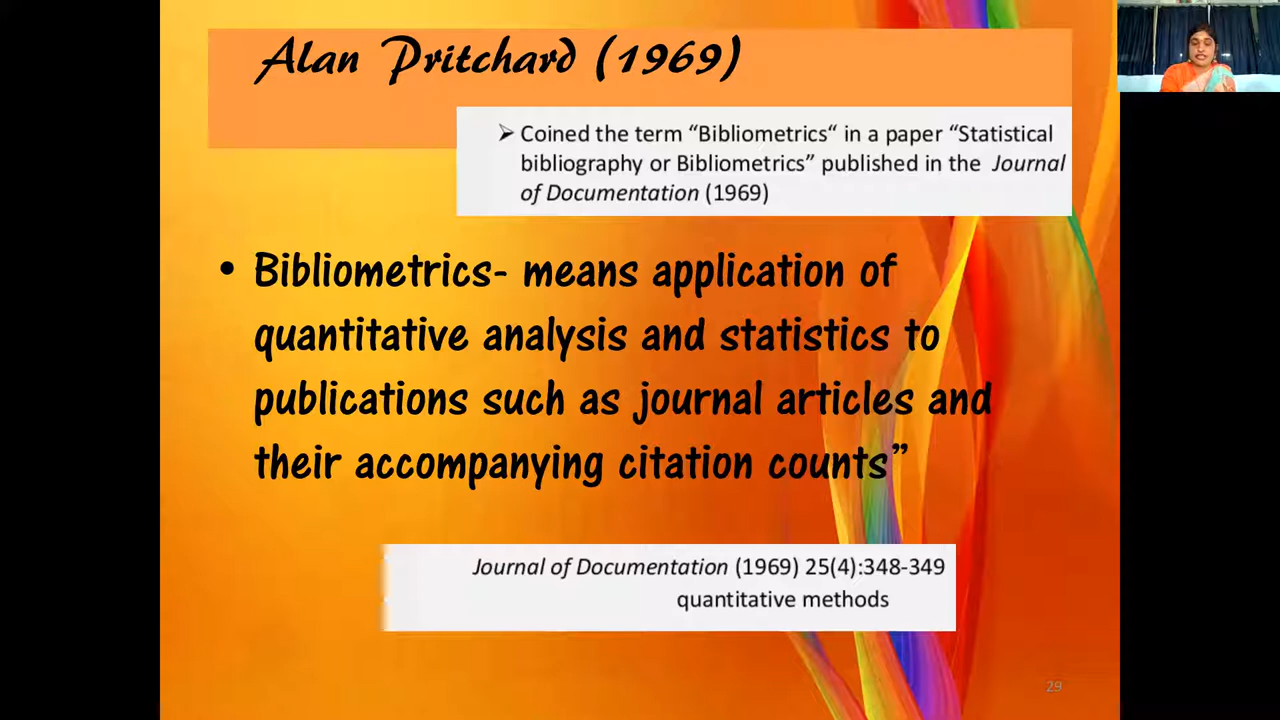 Alan Pritchard (1969)
➢ Coined the term “Bibliometrics“ in a paper “Statistical
bibliography or Bibliometrics” published in the Journal
of Documentation (1969)
• Bibliometrics- means application of
quantitative analysis and statistics to
publications such as journal articles and
their accompanying citation counts”
Journal of Documentation (1969) 25(4):348-349
quantitative methods
29